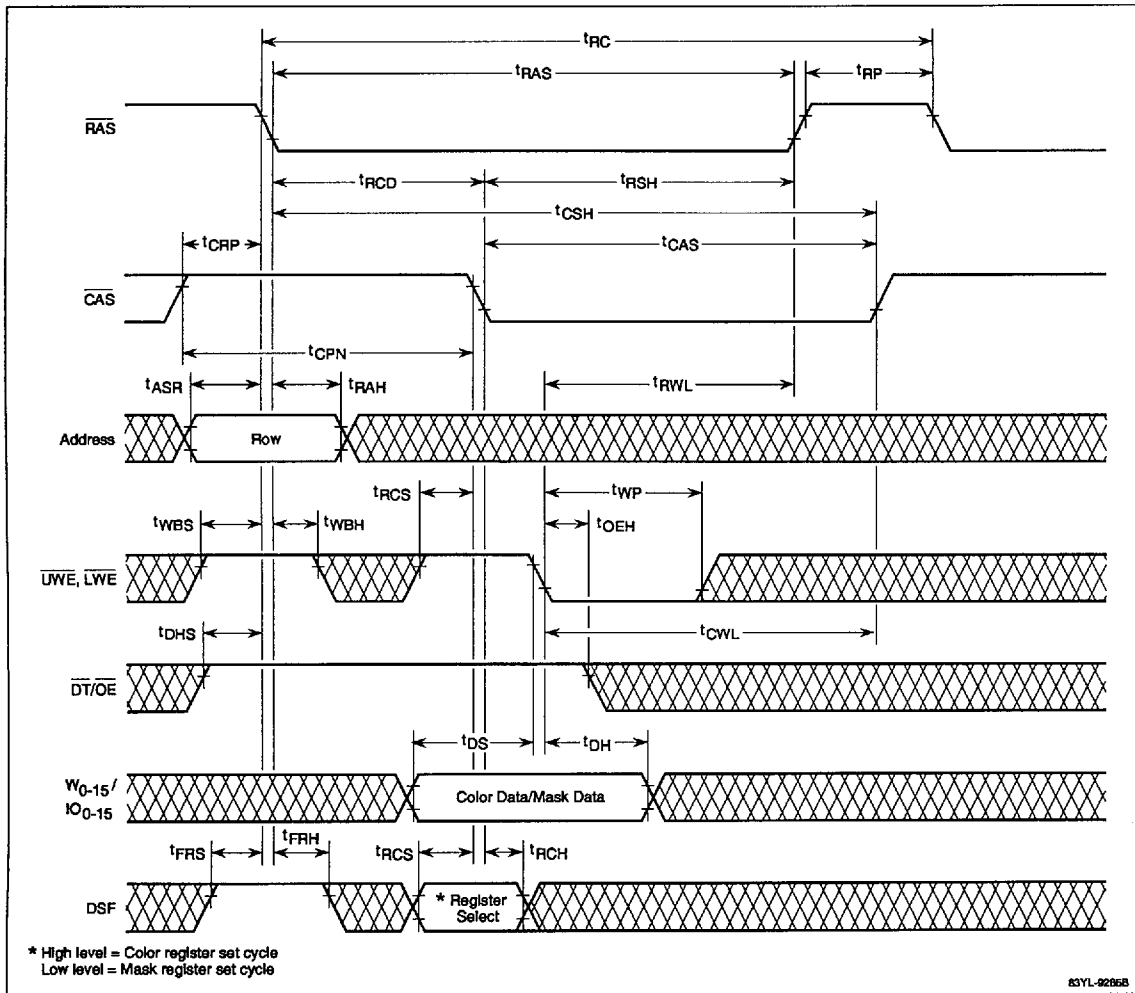 tRC
tRAS
tRP
RAS
tRCD
tRSH
tCSH
tCRP
tCAS
CAS
tCPN
tASR
tRAH
tRWL
Address
Row
tRCS
tWP
tWBS
tWBH
tOEH
UWE, LWE
tDHS
tCWL
DT/OE
tDS
tDH
W0-15 /
IO0-15
Color Data/Mask Data
tFRS
tFRH
tRCS
tRCH
DSF
* Register
Select
* High level = Color register set cycle
Low level = Mask register set cycle
83YL-9286B